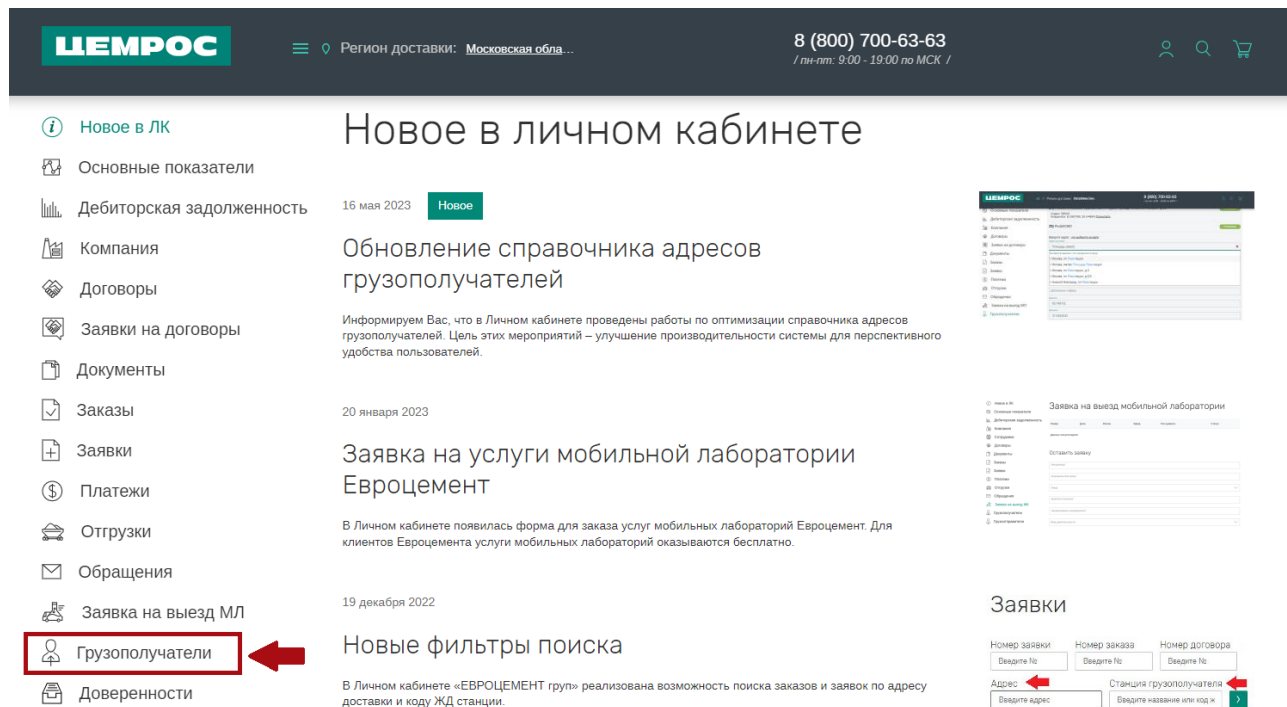 ЦЕМРОС
Регион доставки: Московская обла...
8 (800) 700-63-63
/ пн-пт: 9:00 - 19:00 по МСК /
Новое в ЛК
Основные показатели
Дебиторская задолженность
Компания
Договоры
Заявки на договоры
Документы
Заказы
Заявки
Платежи
Отгрузки
Обращения
Заявка на выезд МЛ
Грузополучатели
Доверенности
Новое в личном кабинете
16 мая 2023
Новое
Обновление справочника адресов
грузополучателей
Информируем Вас, что в Личном кабинете проведены работы по оптимизации справочника адресов
грузополучателей. Цель этих мероприятий – улучшение производительности системы для перспективного
удобства пользователей.
20 января 2023
Заявка на услуги мобильной лаборатории
Евроцемент
В Личном кабинете появилась форма для заказа услуг мобильных лабораторий Евроцемент. Для
клиентов Евроцемента услуги мобильных лабораторий оказываются бесплатно.
19 декабря 2022
Новые фильтры поиска
В Личном кабинете «ЕВРОЦЕМЕНТ груп» реализована возможность поиска заказов и заявок по адресу
доставки и коду ЖД станции.
ЦЕМРОС
Заявка на выезд мобильной лаборатории
Оставить заявку
Заявки
Номер заявки Номер заказа Номер договора
Введите № Введите № Введите №
Адрес Станция грузополучателя
Введите адрес Введите название или код ж